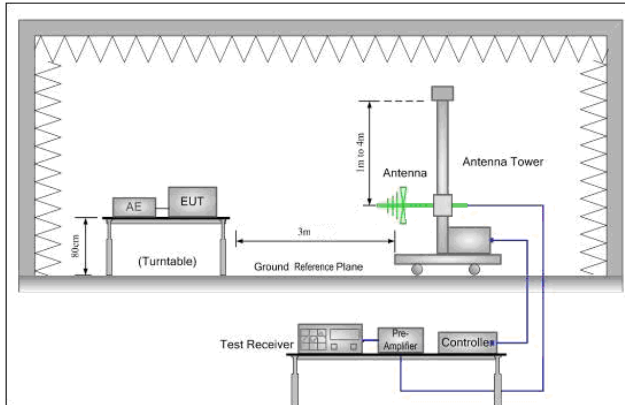 1m to 4m
Antenna
Antenna Tower
AE
EUT
80cm
(Turntable)
3m
Ground Reference Plane
Test Receiver
Pre-
Amplifier
Controller